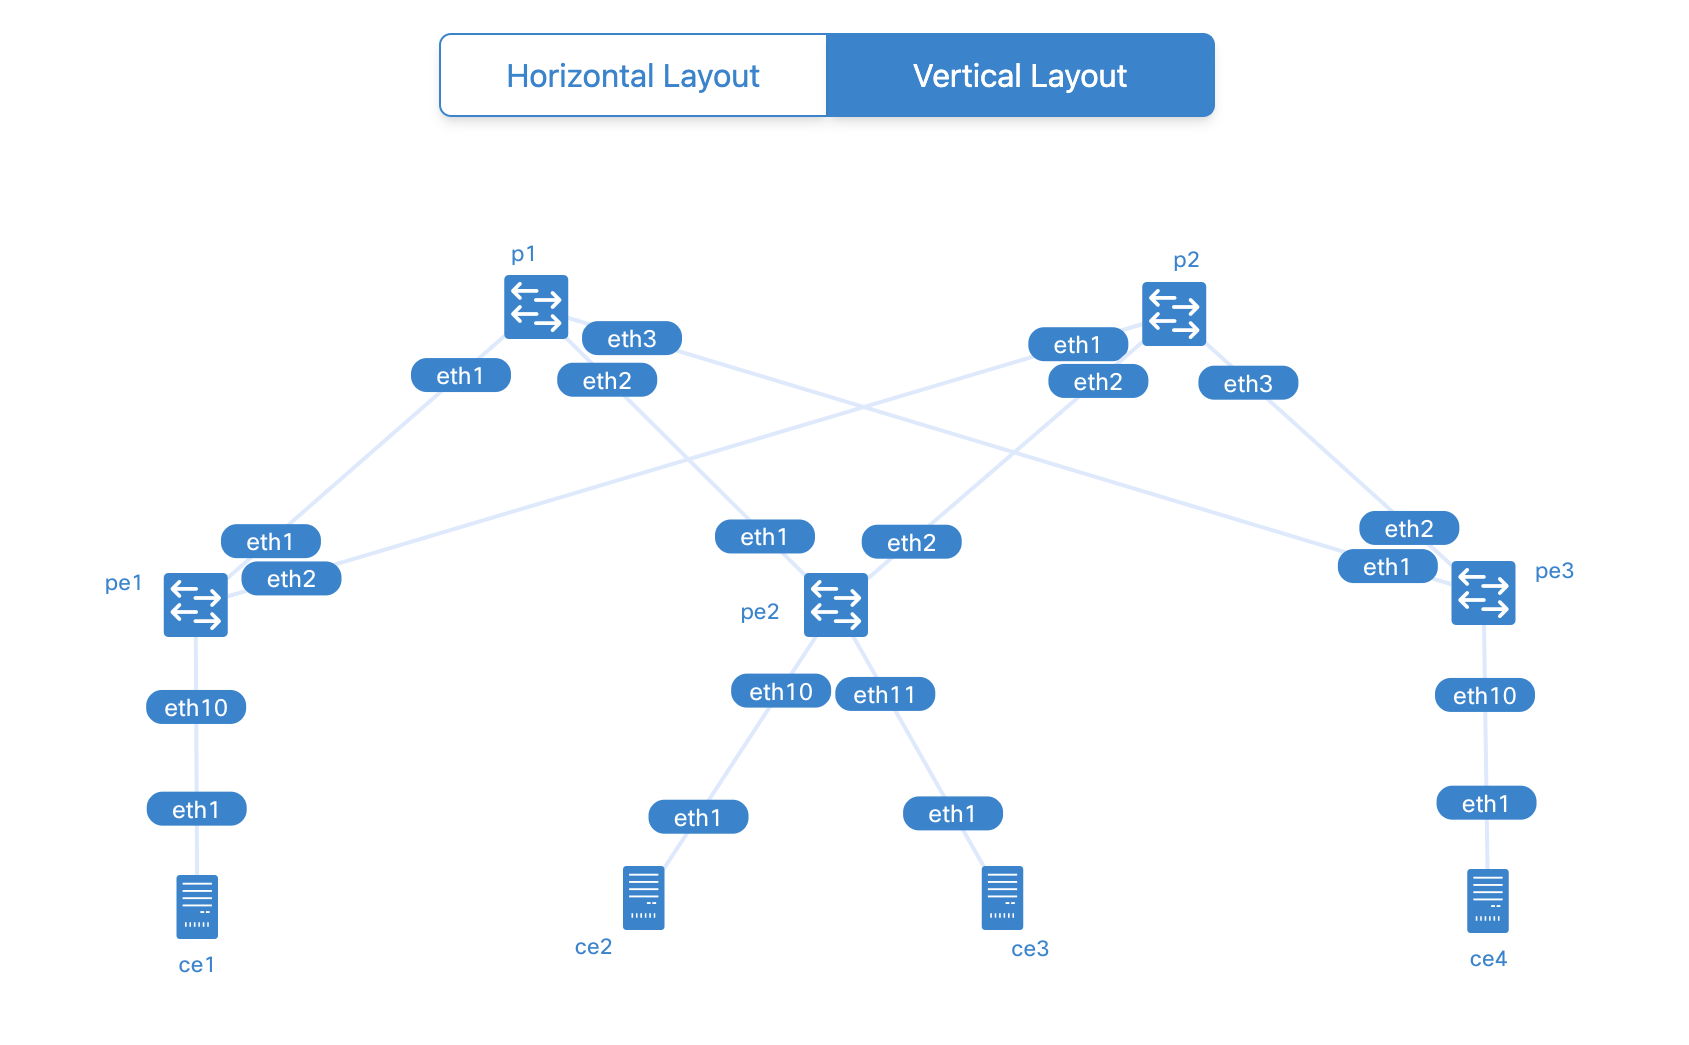 Horizontal Layout
Vertical Layout
p1
p2
eth3
eth1
eth1
eth2
eth2
eth3
eth1
eth2
eth1
eth2
eth2
eth1
pe1
pe2
pe3
eth10
eth10
eth11
eth10
eth1
eth1
eth1
eth1
ce1
ce2
ce3
ce4